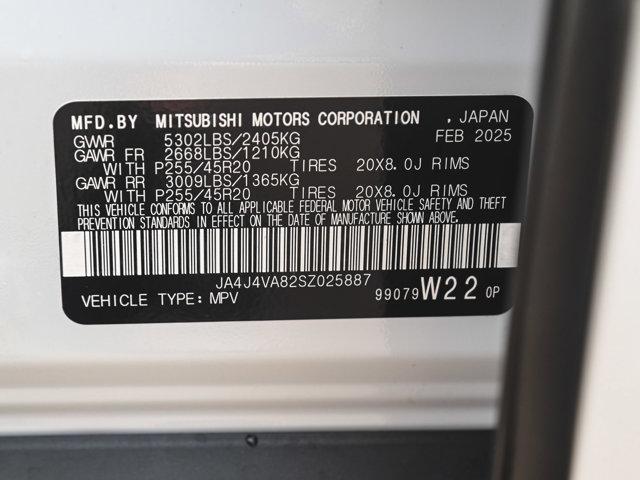 MFD.BY MITSUBISHI MOTORS CORPORATION , JAPAN
GVWR 5302LBS/2405KG FEB 2025
GAWR FR 2668LBS/1210KG
WITH P255/45R20 TIRES 20X8.0J RIMS
GAWR RR 3009LBS/1365KG
WITH P255/45R20 TIRES 20X8.0J RIMS
THIS VEHICLE CONFORMS TO ALL APPLICABLE FEDERAL MOTOR VEHICLE SAFETY AND THEFT
PREVENTION STANDARDS IN EFFECT ON THE DATE OF MANUFACTURE SHOWN ABOVE.
JA4J4VA82SZ025887
VEHICLE TYPE: MPV 99079 W22 0P